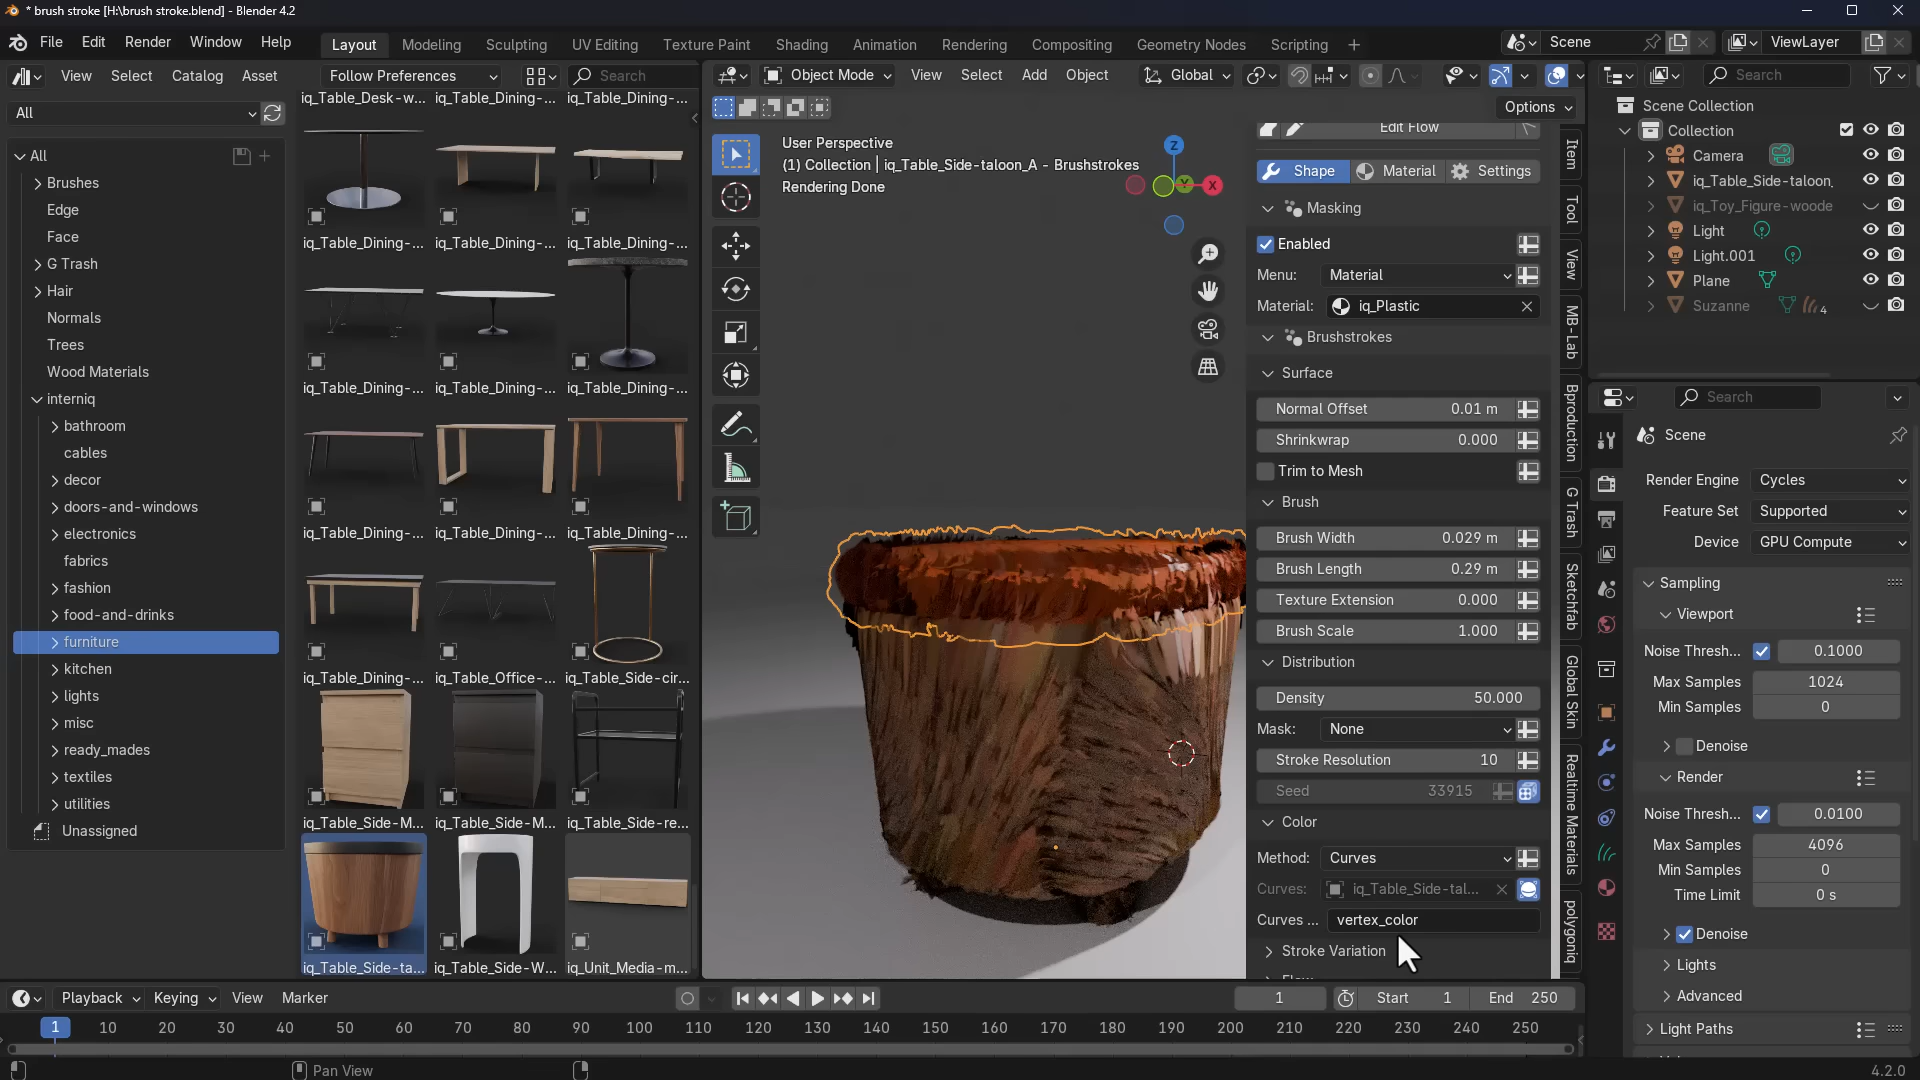 * brush stroke [H:\brush stroke.blend] - Blender 4.2
File Edit Render Window Help
Layout Modeling Sculpting UV Editing Texture Paint Shading Animation Rendering Compositing Geometry Nodes Scripting
Scene
ViewLayer
View Select Catalog Asset Follow Preferences Search
Object Mode View Select Add Object Global
Search
All
Options
All
Brushes
Edge
Face
G Trash
Hair
Normals
Trees
Wood Materials
interniq
bathroom
cables
decor
doors-and-windows
electronics
fabrics
fashion
food-and-drinks
furniture
kitchen
lights
misc
ready_mades
textiles
utilities
Unassigned
iq_Table_Desk-w... iq_Table_Dining-... iq_Table_Dining-...
iq_Table_Dining-... iq_Table_Dining-... iq_Table_Dining-...
iq_Table_Dining-... iq_Table_Dining-... iq_Table_Dining-...
iq_Table_Dining-... iq_Table_Dining-... iq_Table_Dining-...
iq_Table_Dining-... iq_Table_Office-... iq_Table_Side-cir...
iq_Table_Side-M... iq_Table_Side-M... iq_Table_Side-re...
iq_Table_Side-ta... iq_Table_Side-W... iq_Unit_Media-m...
User Perspective
(1) Collection | iq_Table_Side-taloon_A - Brushstrokes
Rendering Done
Z
Y
X
Edit Flow
Shape Material Settings
Masking
Enabled
Menu: Material
Material: iq_Plastic
Brushstrokes
Surface
Normal Offset 0.01 m
Shrinkwrap 0.000
Trim to Mesh
Brush
Brush Width 0.029 m
Brush Length 0.29 m
Texture Extension 0.000
Brush Scale 1.000
Distribution
Density 50.000
Mask: None
Stroke Resolution 10
Seed 33915
Color
Method: Curves
Curves: iq_Table_Side-tal...
Curves ... vertex_color
Stroke Variation
Item
Tool
View
MB-Lab
Bproduction
G Trash
Sketchfab
Global Skin
Realtime Materials
polygoniq
Scene Collection
Collection
Camera
iq_Table_Side-taloon_
iq_Toy_Figure-woode
Light
Light.001
Plane
Suzanne 4
Search
Scene
Render Engine Cycles
Feature Set Supported
Device GPU Compute
Sampling
Viewport
Noise Thresh... 0.1000
Max Samples 1024
Min Samples 0
Denoise
Render
Noise Thresh... 0.0100
Max Samples 4096
Min Samples 0
Time Limit 0 s
Denoise
Lights
Advanced
Light Paths
Playback Keying View Marker
1 Start 1 End 250
1 10 20 30 40 50 60 70 80 90 100 110 120 130 140 150 160 170 180 190 200 210 220 230 240 250
Pan View
4.2.0